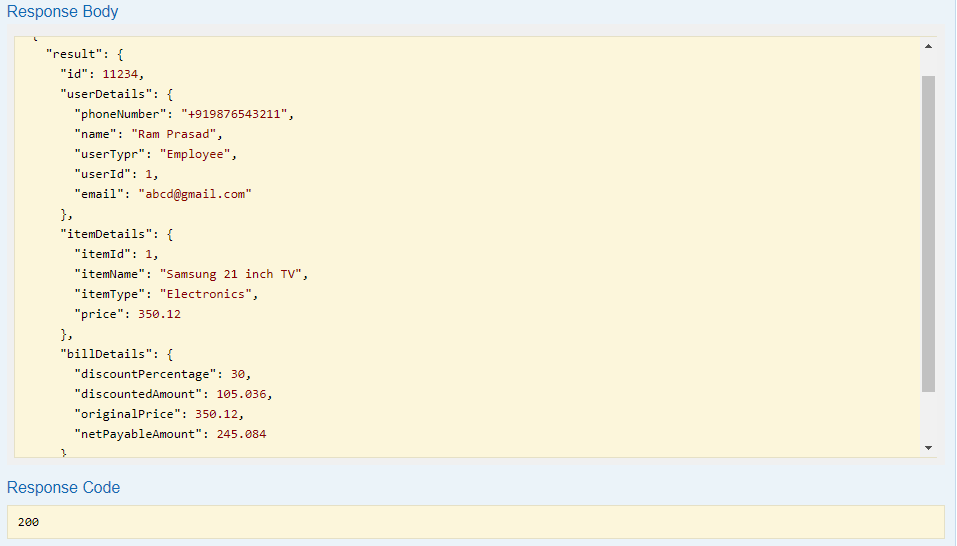 Response Body
{
"result": {
"id": 11234,
"userDetails": {
"phoneNumber": "+919876543211",
"name": "Ram Prasad",
"userTypr": "Employee",
"userId": 1,
"email": "abcd@gmail.com"
},
"itemDetails": {
"itemId": 1,
"itemName": "Samsung 21 inch TV",
"itemType": "Electronics",
"price": 350.12
},
"billDetails": {
"discountPercentage": 30,
"discountedAmount": 105.036,
"originalPrice": 350.12,
"netPayableAmount": 245.084
}
Response Code
200